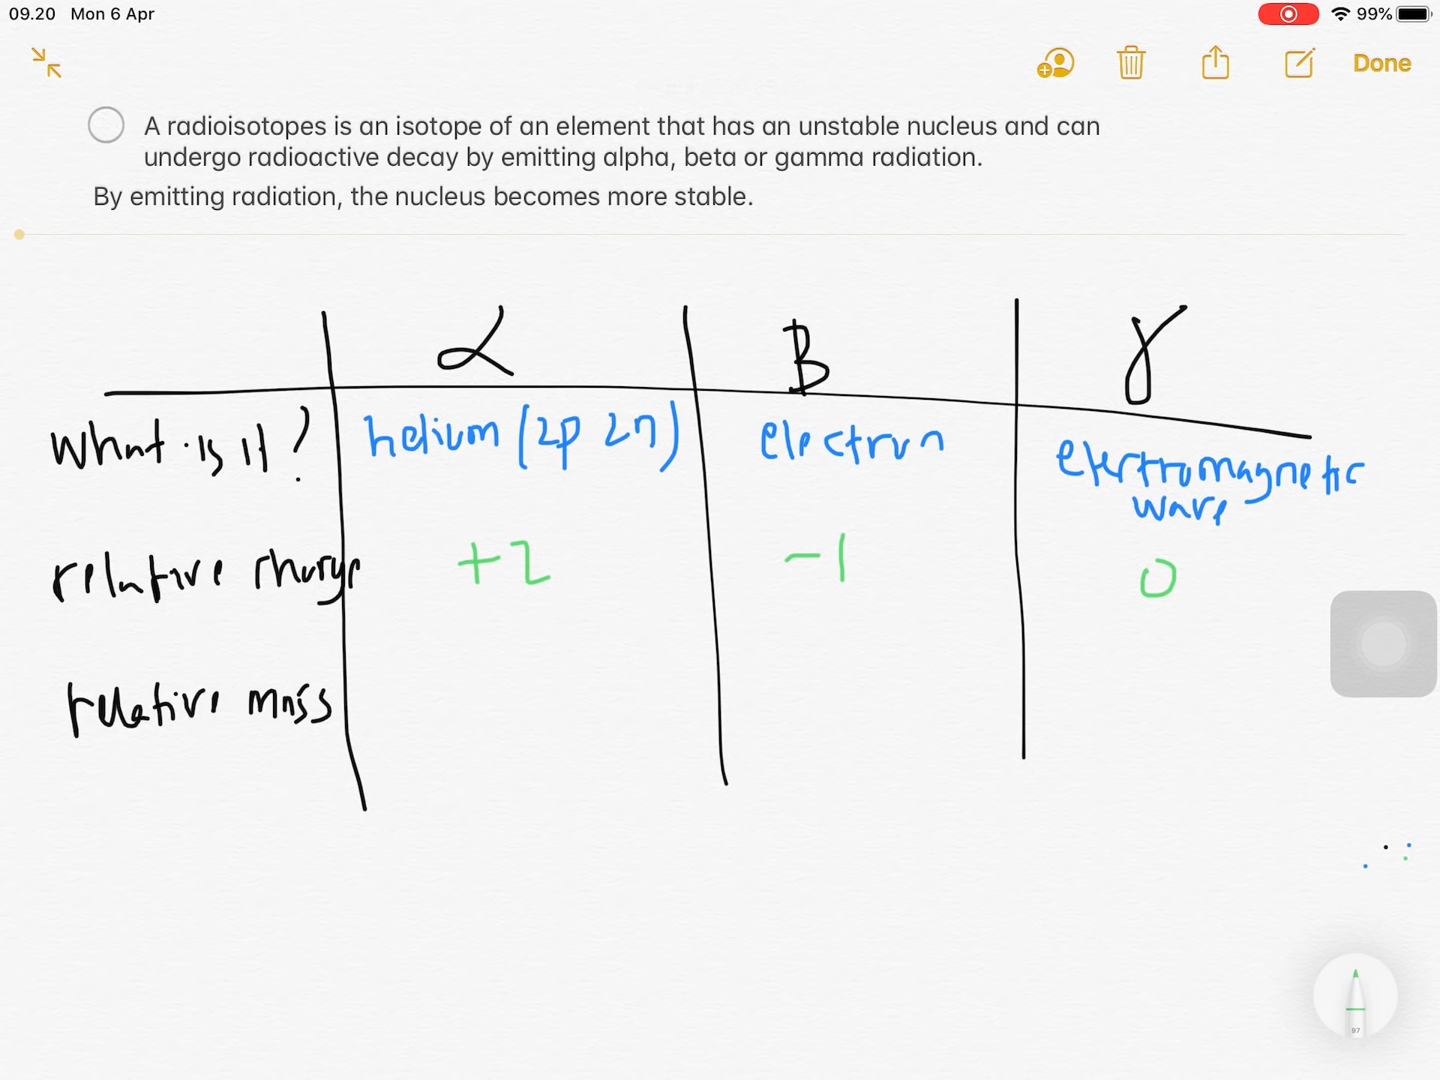 09.20 Mon 6 Apr
99%
Done
A radioisotopes is an isotope of an element that has an unstable nucleus and can
undergo radioactive decay by emitting alpha, beta or gamma radiation.
By emitting radiation, the nucleus becomes more stable.
α β γ
What is it? helium (2p 2n) electron electromagnetic
wave
relative charge +2 -1 0
relative mass
97